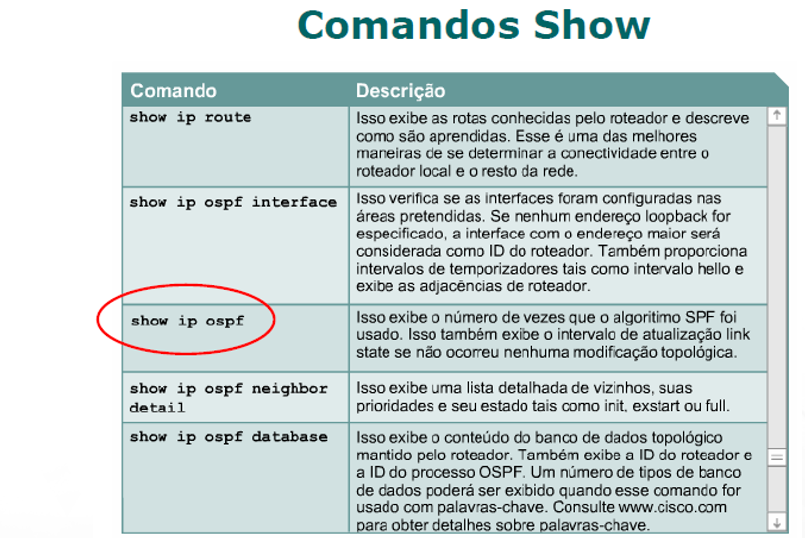 Comandos Show
Comando Descrição
show ip route
Isso exibe as rotas conhecidas pelo roteador e descreve
como são aprendidas. Esse é uma das melhores
maneiras de se determinar a conectividade entre o
roteador local e o resto da rede.
show ip ospf interface
Isso verifica se as interfaces foram configuradas nas
áreas pretendidas. Se nenhum endereço loopback for
especificado, a interface com o endereço maior será
considerada como ID do roteador. Também proporciona
intervalos de temporizadores tais como intervalo hello e
exibe as adjacências de roteador.
show ip ospf
Isso exibe o número de vezes que o algoritimo SPF foi
usado. Isso também exibe o intervalo de atualização link
state se não ocorreu nenhuma modificação topológica.
show ip ospf neighbor
detail
Isso exibe uma lista detalhada de vizinhos, suas
prioridades e seu estado tais como init, exstart ou full.
show ip ospf database
Isso exibe o conteúdo do banco de dados topológico
mantido pelo roteador. Também exibe a ID do roteador e
a ID do processo OSPF. Um número de tipos de banco
de dados poderá ser exibido quando esse comando for
usado com palavras-chave. Consulte www.cisco.com
para obter detalhes sobre palavras-chave.